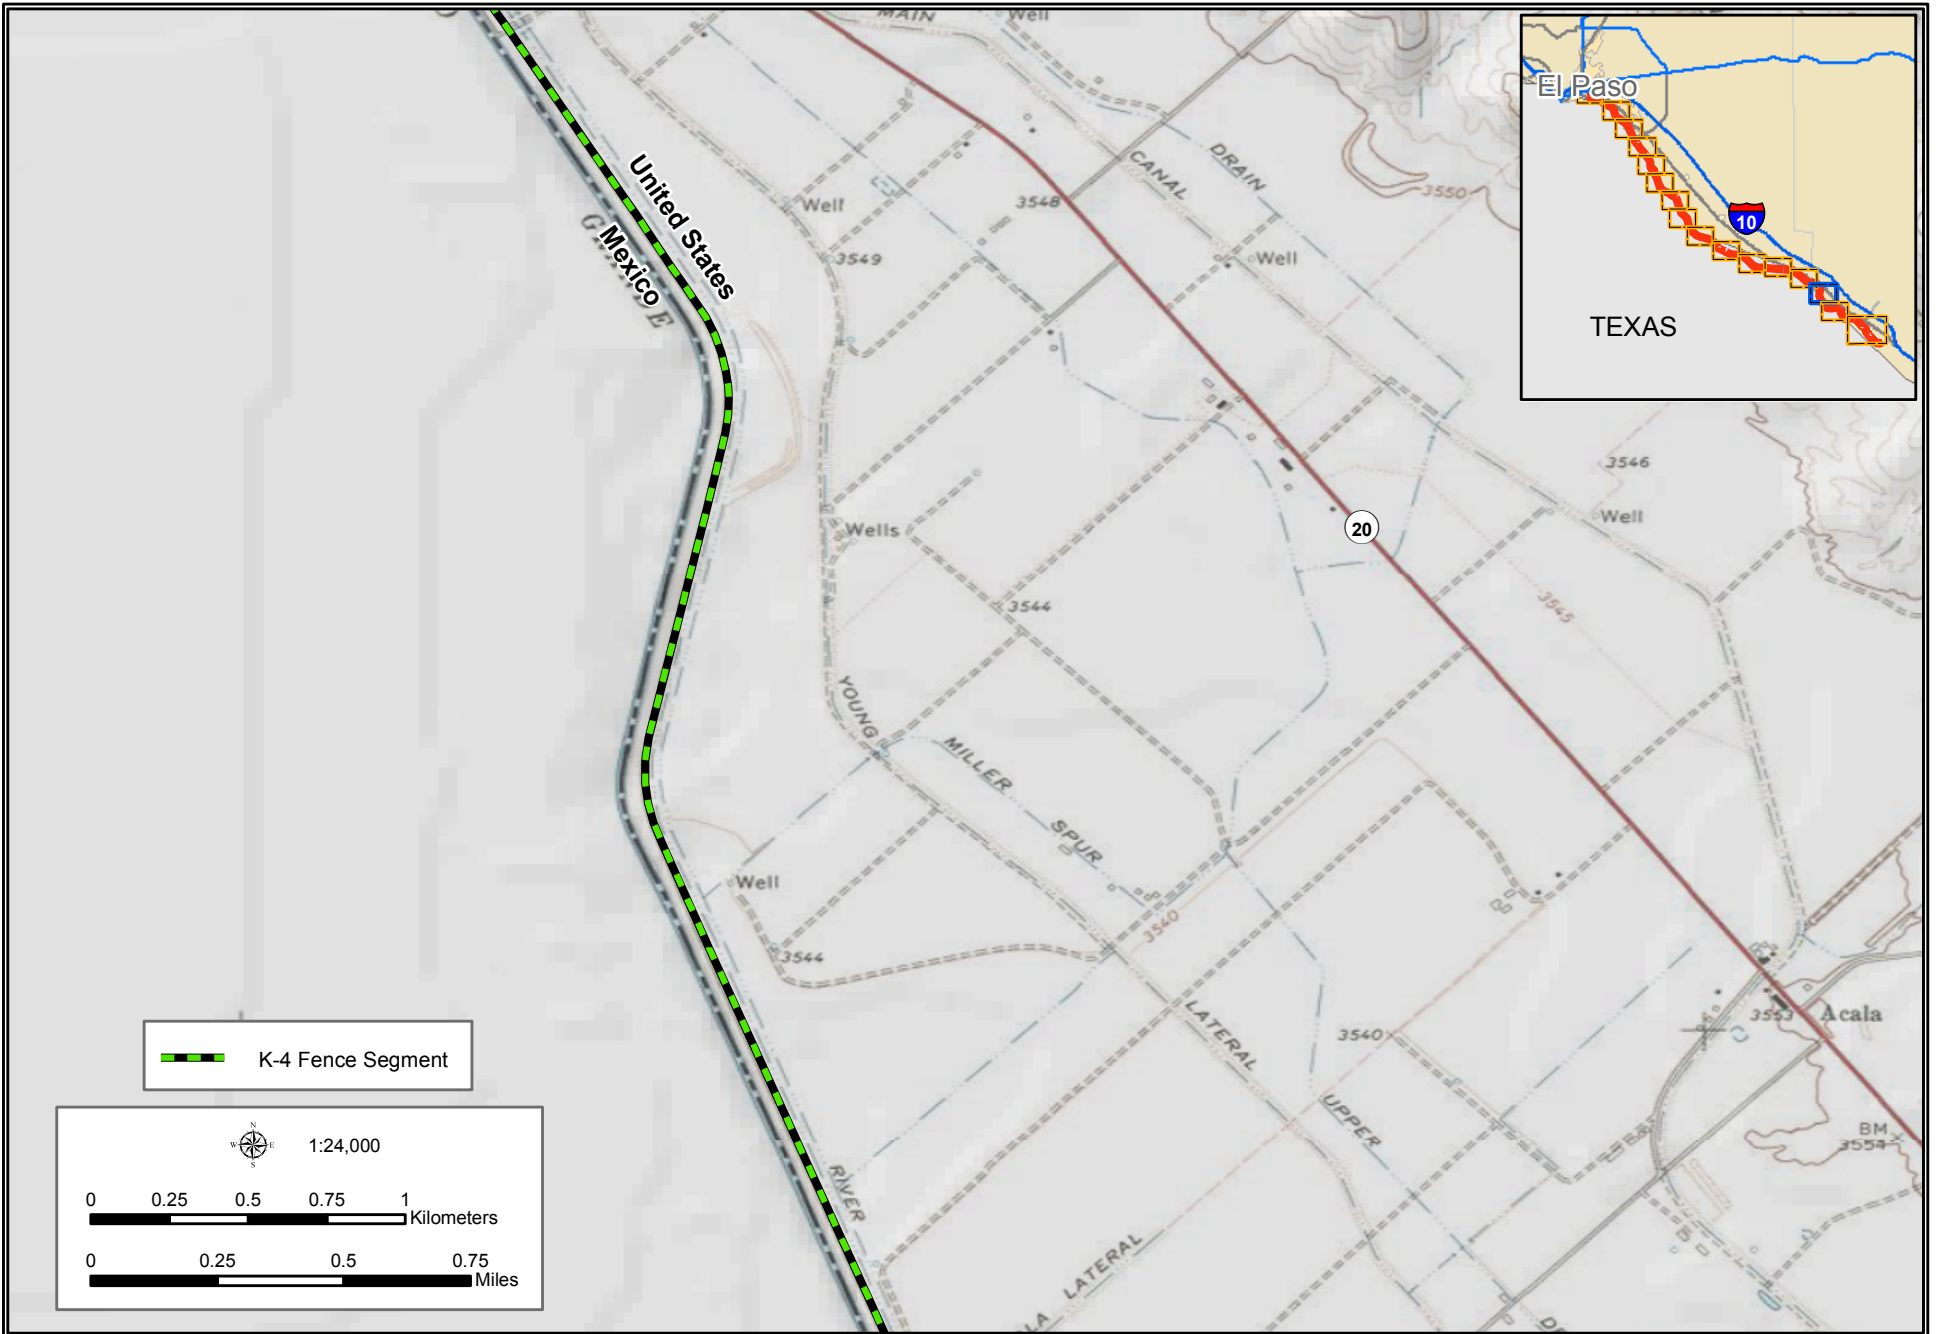 MAIN
Well
El Paso
10
TEXAS
DRAIN
CANAL
3550
3548
Well
United States
Mexico
3549
Well
3546
Well
20
Wells
3544
3545
YOUNG
MILLER
SPUR
Well
3540
3544
LATERAL
3540
3553
Acala
UPPER
BM
3554
RIVER
LATERAL
K-4 Fence Segment
N
W E
S
1:24,000
0 0.25 0.5 0.75 1
Kilometers
0 0.25 0.5 0.75
Miles